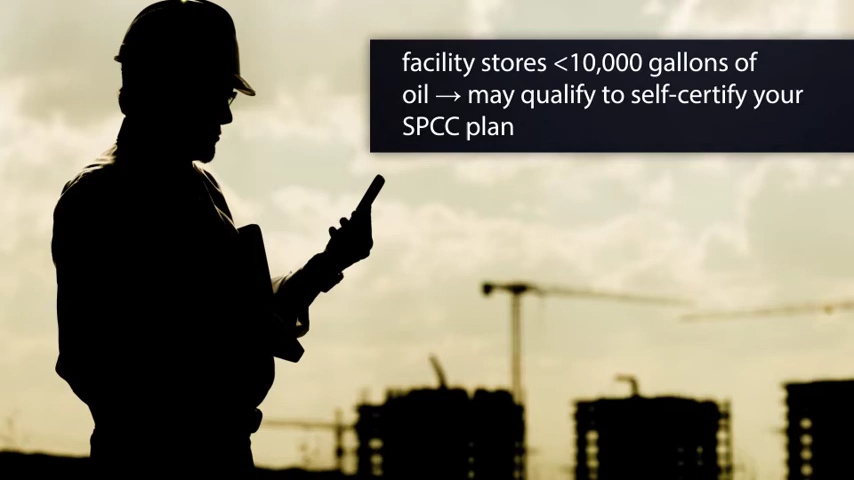 facility stores <10,000 gallons of
oil → may qualify to self-certify your
SPCC plan